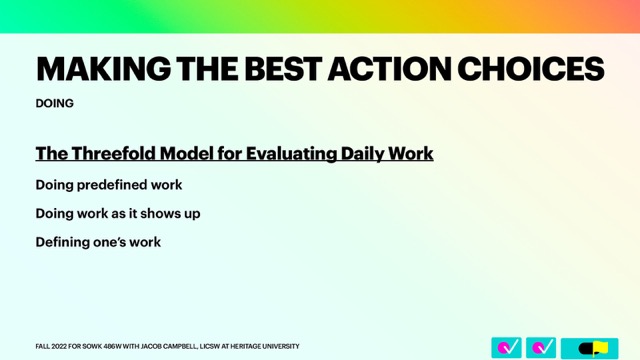 MAKING THE BEST ACTION CHOICES
DOING
The Threefold Model for Evaluating Daily Work
Doing predefined work
Doing work as it shows up
Defining one’s work
FALL 2022 FOR SOWK 486W WITH JACOB CAMPBELL, LICSW AT HERITAGE UNIVERSITY